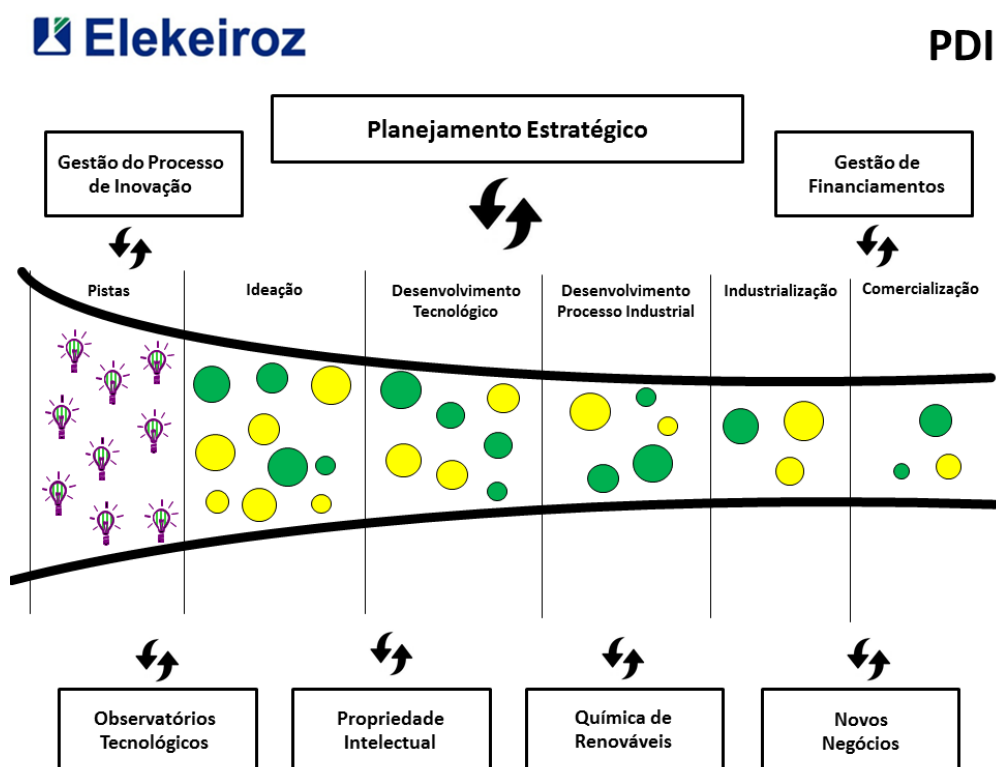 Elekeiroz
PDI
Planejamento Estratégico
Gestão do Processo
de Inovação
Gestão de
Financiamentos
Pistas
Ideação
Desenvolvimento
Tecnológico
Desenvolvimento
Processo Industrial
Industrialização
Comercialização
Observatórios
Tecnológicos
Propriedade
Intelectual
Química de
Renováveis
Novos
Negócios